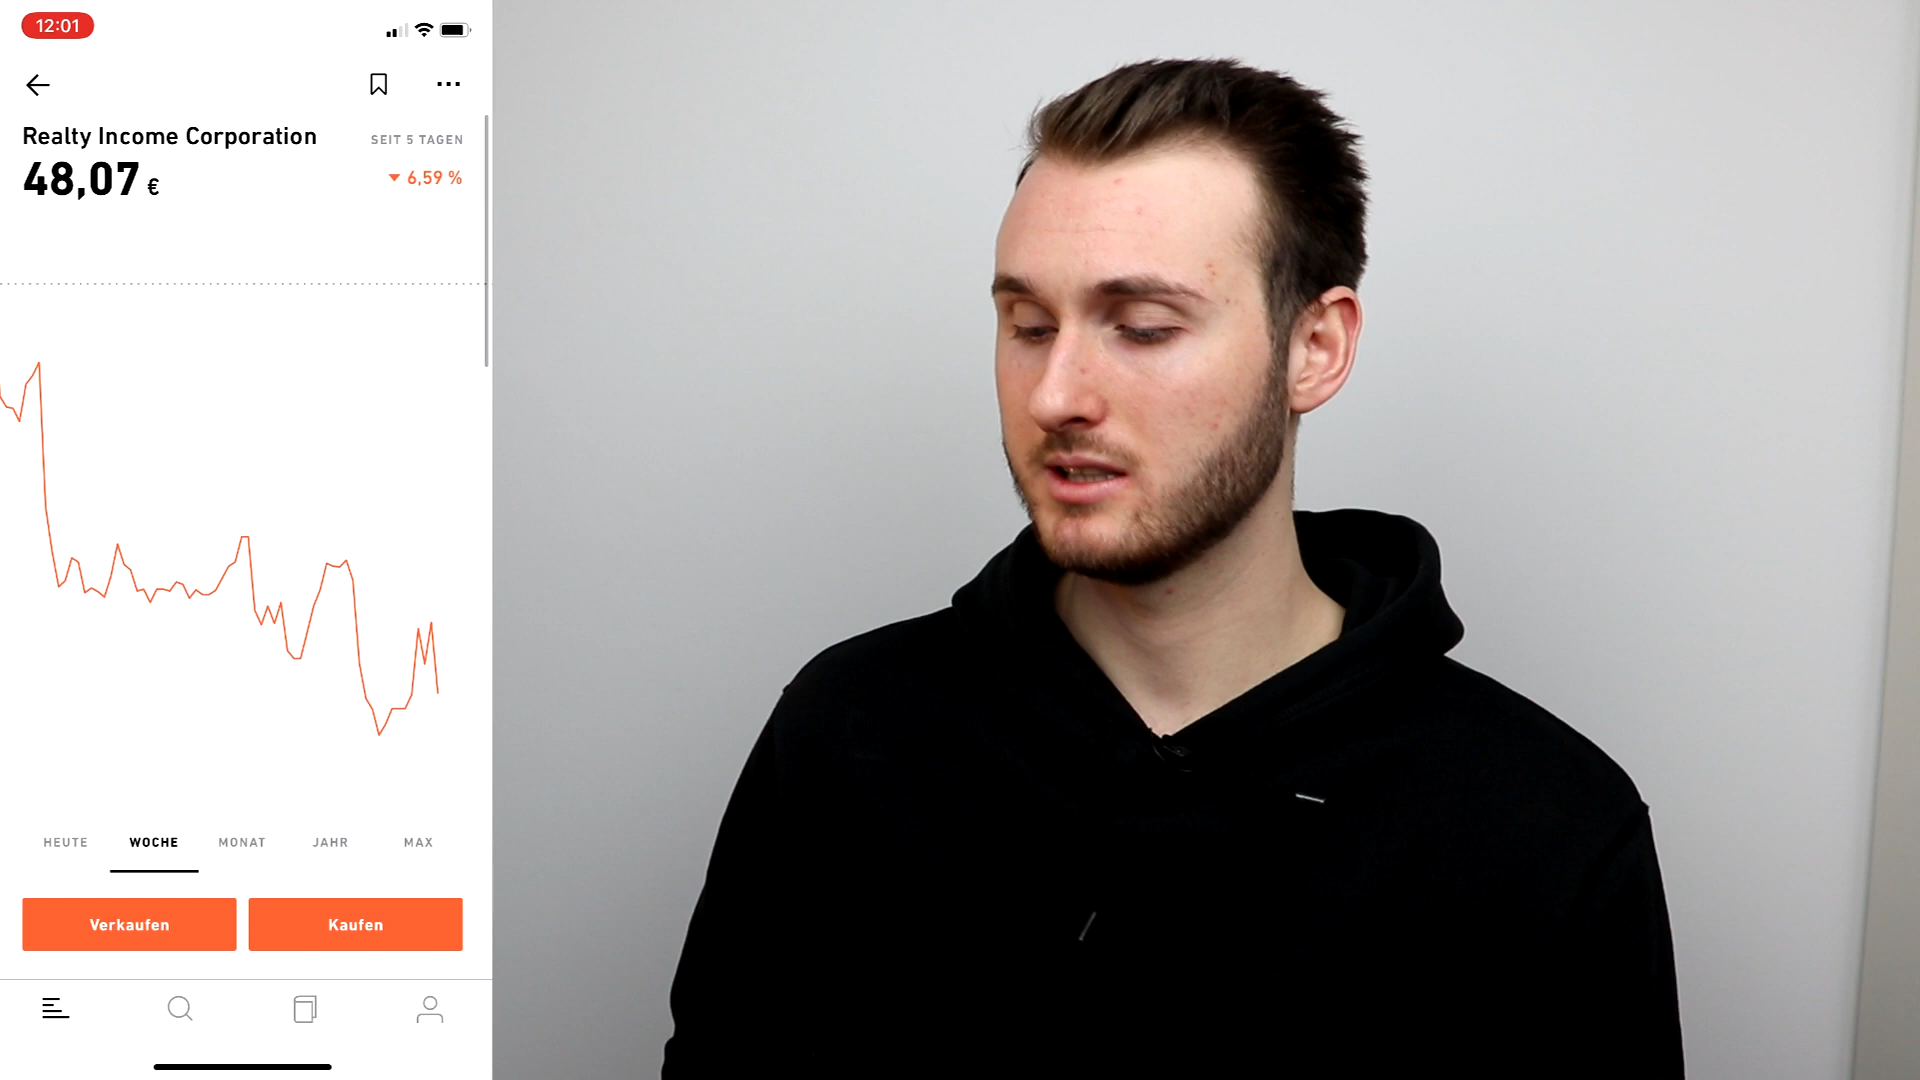 12:01
Realty Income Corporation
SEIT 5 TAGEN
48,07 €
6,59 %
HEUTE WOCHE MONAT JAHR MAX
Verkaufen Kaufen